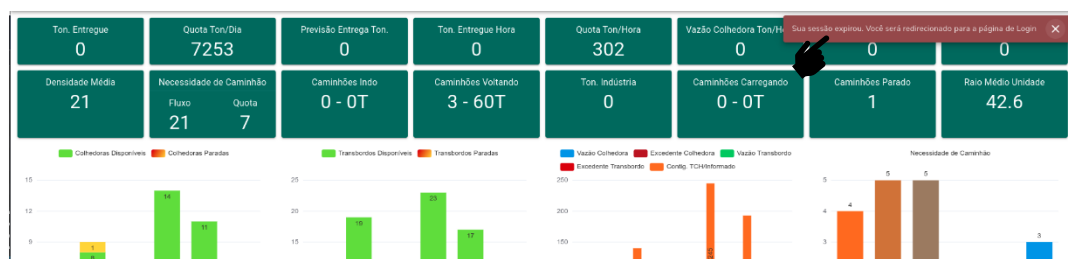 Ton. Entregue
0
Quota Ton/Dia
7253
Previsão Entrega Ton.
0
Ton. Entregue Hora
0
Quota Ton/Hora
302
Vazão Colhedora Ton/H
0
Sua sessão expirou. Você será redirecionado para a página de Login
0
0
Densidade Média
21
Necessidade de Caminhão
Fluxo Quota
21 7
Caminhões Indo
0 - 0T
Caminhões Voltando
3 - 60T
Ton. Indústria
0
Caminhões Carregando
0 - 0T
Caminhões Parado
1
Raio Médio Unidade
42.6
Colhedoras Disponíveis Colhedoras Paradas
15
12
9
1
14
11
Transbordos Disponíveis Transbordos Paradas
25
20
15
19
23
17
Vazão Colhedora Excedente Colhedora Vazão Transbordo
Excedente Transbordo Contig. TCH/Informado
250
200
150
245
Necessidade de Caminhão
5
4
3
4
5
5
3